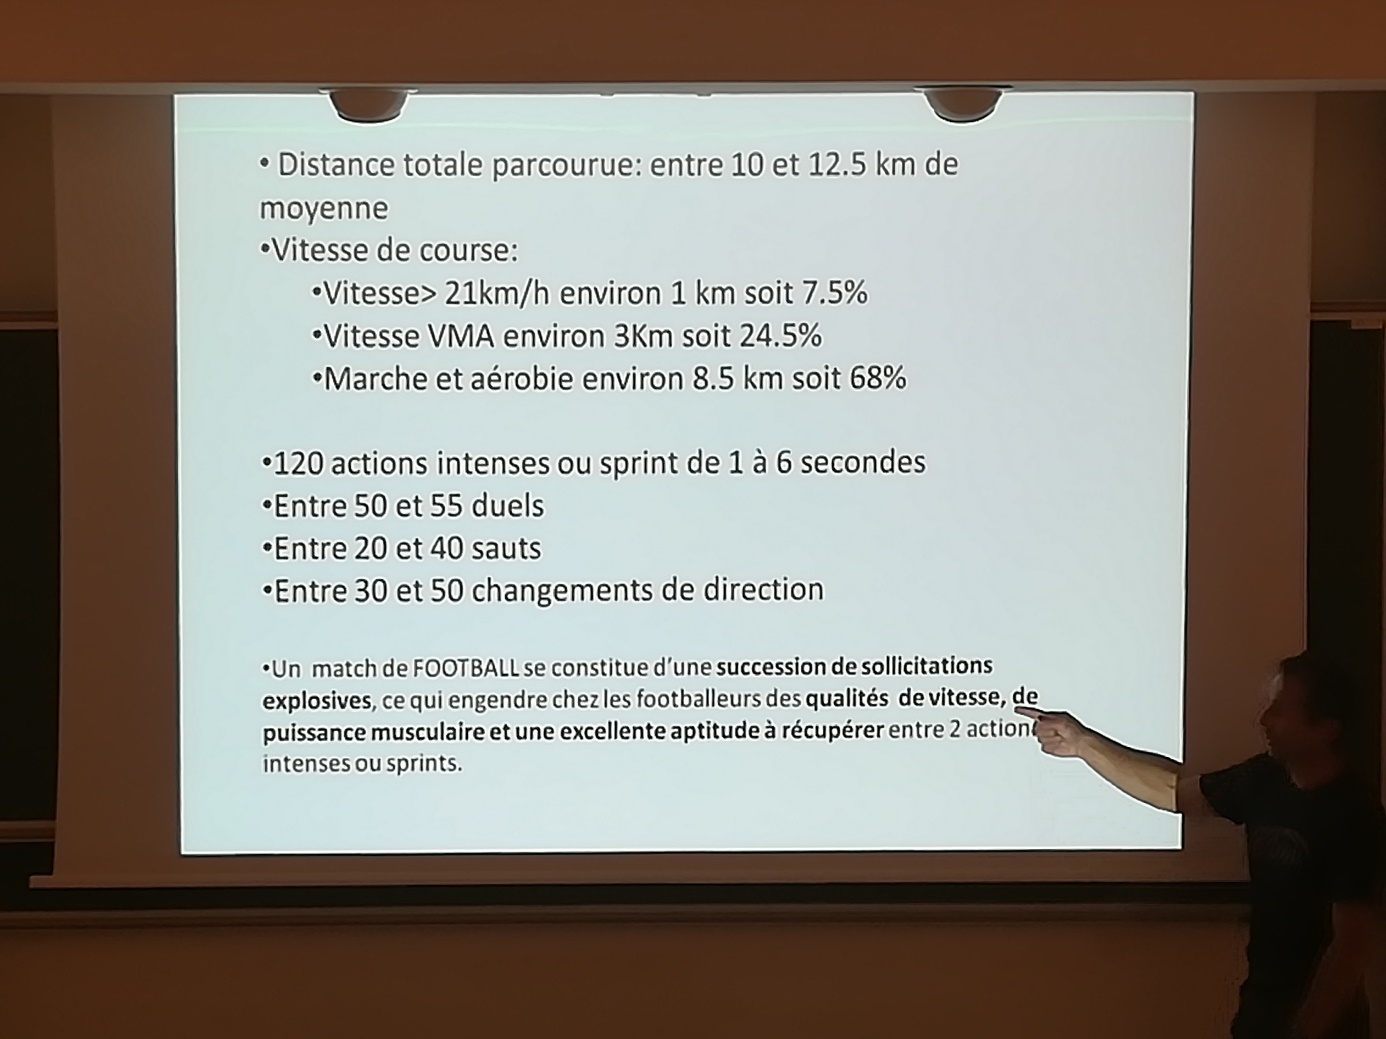 • Distance totale parcourue: entre 10 et 12.5 km de
moyenne
•Vitesse de course:
•Vitesse> 21km/h environ 1 km soit 7.5%
•Vitesse VMA environ 3Km soit 24.5%
•Marche et aérobie environ 8.5 km soit 68%
•120 actions intenses ou sprint de 1 à 6 secondes
•Entre 50 et 55 duels
•Entre 20 et 40 sauts
•Entre 30 et 50 changements de direction
•Un match de FOOTBALL se constitue d'une succession de sollicitations
explosives, ce qui engendre chez les footballeurs des qualités de vitesse, de
puissance musculaire et une excellente aptitude à récupérer entre 2 action
intenses ou sprints.